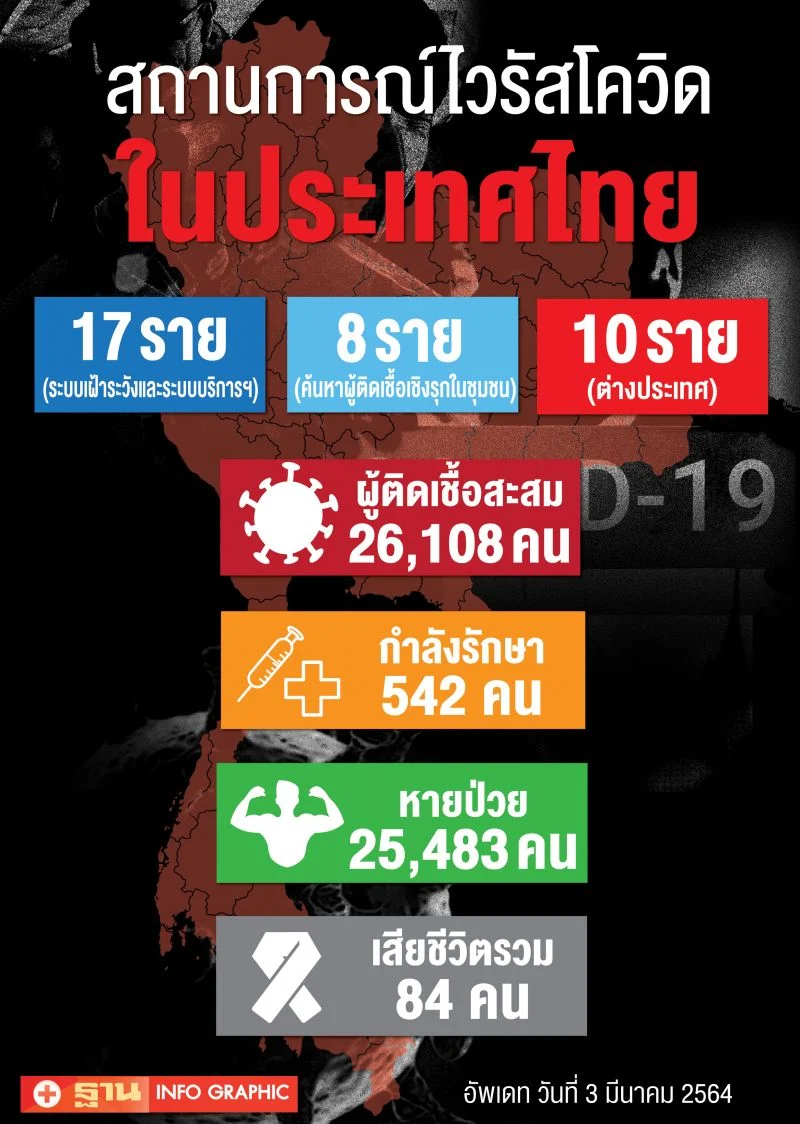 สถานการณ์ไวรัสโควิด
ในประเทศไทย
17 ราย
(ระบบเฝ้าระวังและระบบบริการฯ)
8 ราย
(ค้นหาผู้ติดเชื้อเชิงรุกในชุมชน)
10 ราย
(ต่างประเทศ)
D-19
ผู้ติดเชื้อสะสม
26,108 คน
กำลังรักษา
542 คน
หายป่วย
25,483 คน
เสียชีวิตรวม
84 คน
ฐาน INFO GRAPHIC
อัพเดท วันที่ 3 มีนาคม 2564